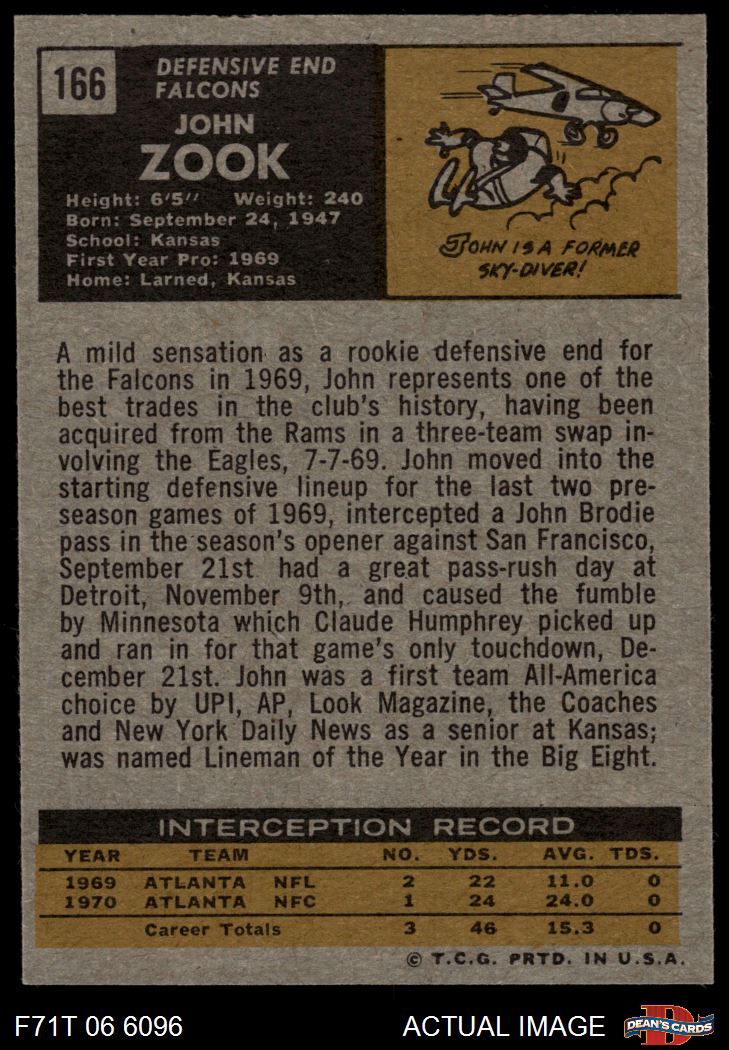 166
DEFENSIVE END
FALCONS
JOHN
ZOOK
Height: 6'5" Weight: 240
Born: September 24, 1947
School: Kansas
First Year Pro: 1969
Home: Larned, Kansas
JOHN IS A FORMER
SKY-DIVER!
A mild sensation as a rookie defensive end for
the Falcons in 1969, John represents one of the
best trades in the club's history, having been
acquired from the Rams in a three-team swap in-
volving the Eagles, 7-7-69. John moved into the
starting defensive lineup for the last two pre-
season games of 1969, intercepted a John Brodie
pass in the season's opener against San Francisco,
September 21st had a great pass-rush day at
Detroit, November 9th, and caused the fumble
by Minnesota which Claude Humphrey picked up
and ran in for that game's only touchdown, De-
cember 21st. John was a first team All-America
choice by UPI, AP, Look Magazine, the Coaches
and New York Daily News as a senior at Kansas;
was named Lineman of the Year in the Big Eight.
INTERCEPTION RECORD
YEAR TEAM NO. YDS. AVG. TDS.
1969 ATLANTA NFL 2 22 11.0 0
1970 ATLANTA NFC 1 24 24.0 0
Career Totals 3 46 15.3 0
© T.C.G. PRTD. IN U.S.A.
F71T 06 6096 ACTUAL IMAGE
D
DEAN'S CARDS